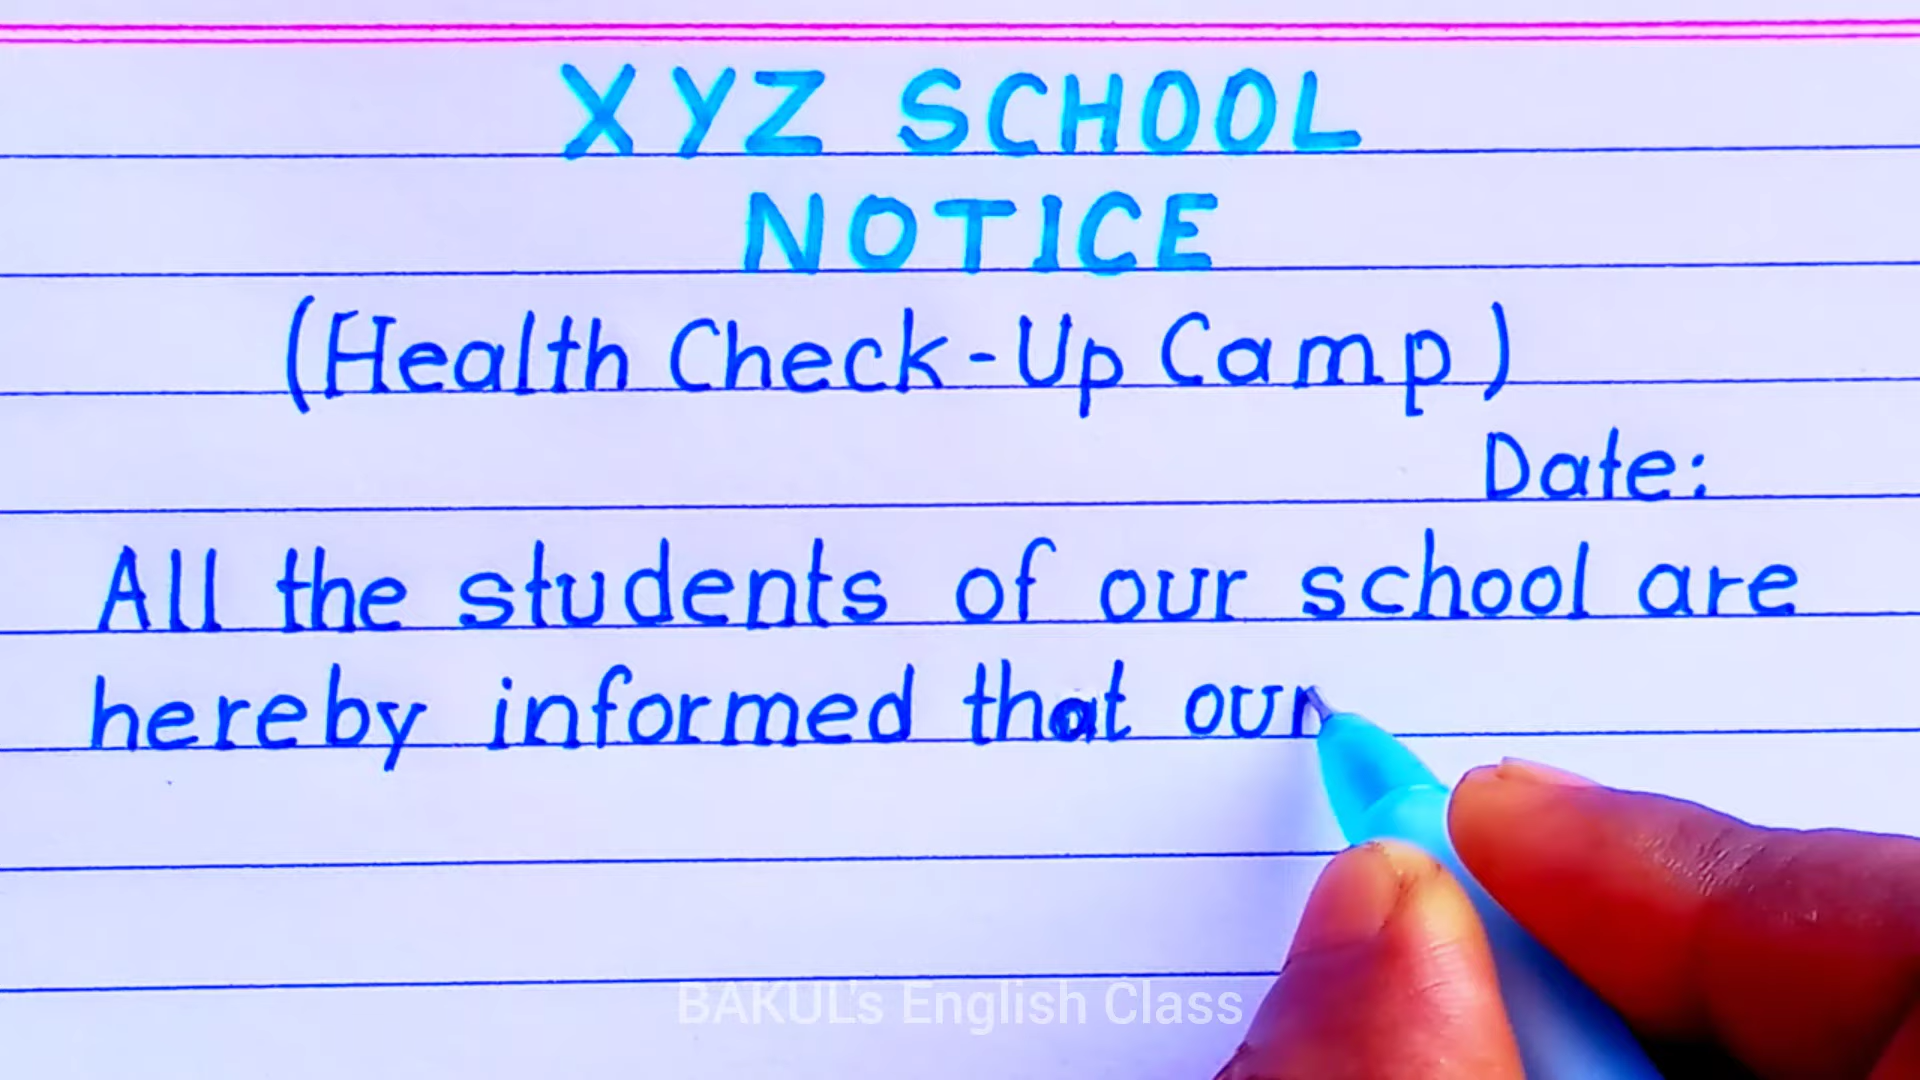 XYZ SCHOOL
NOTICE
(Health Check-Up Camp)
Date:
All the students of our school are
hereby informed that our
BAKUL's English Class